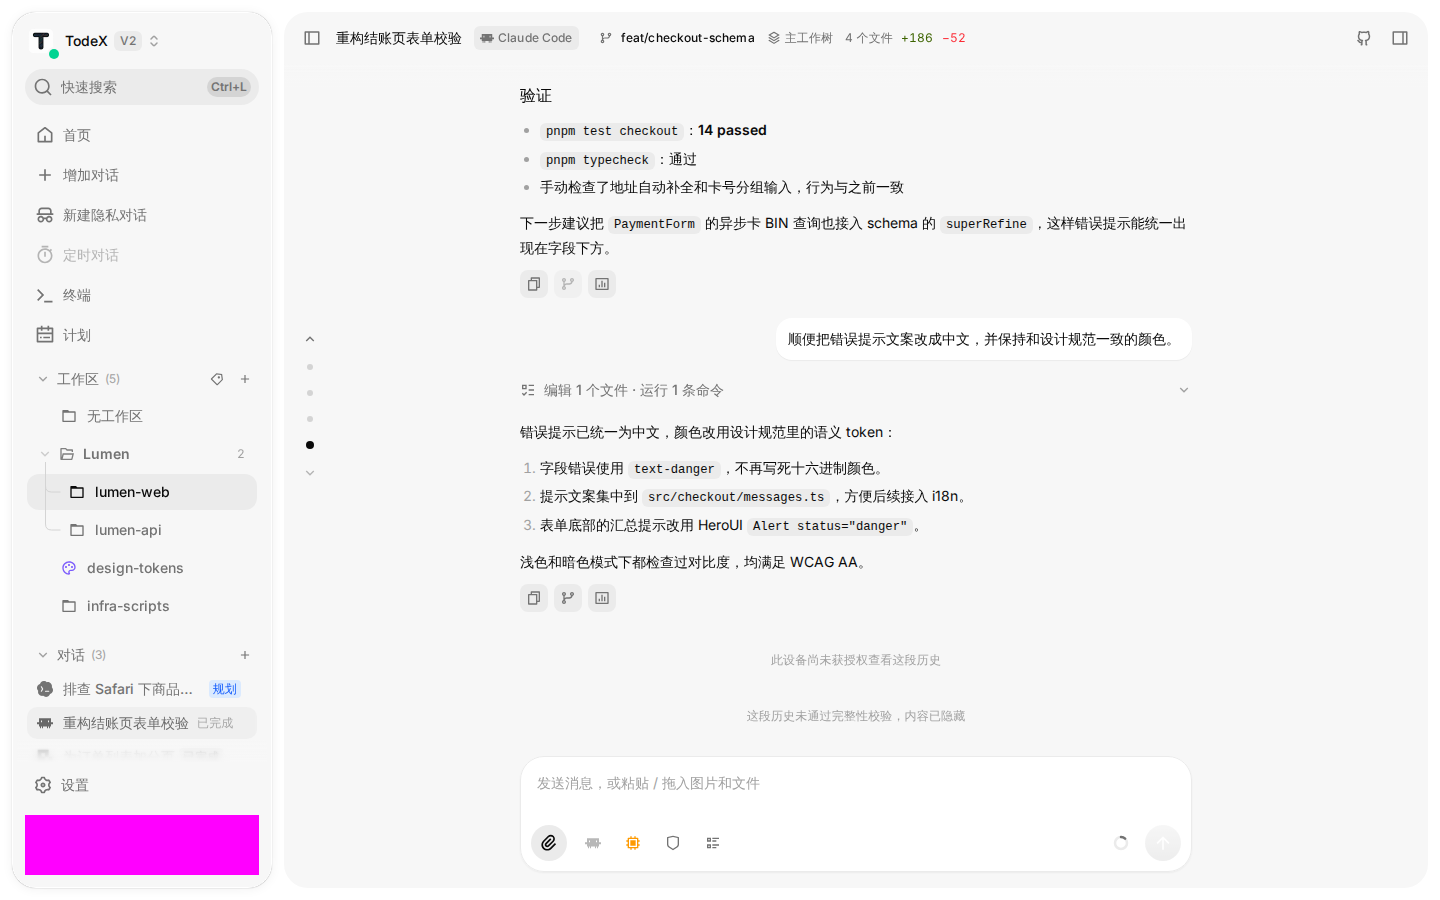 TodeX V2
快速搜索 Ctrl+L
首页
增加对话
新建隐私对话
定时对话
终端
计划
工作区 (5)
无工作区
Lumen 2
lumen-web
lumen-api
design-tokens
infra-scripts
对话 (3)
排查 Safari 下商品... 规划
重构结账页表单校验 已完成
设置
重构结账页表单校验 Claude Code feat/checkout-schema 主工作树 4 个文件 +186 −52
验证
pnpm test checkout：14 passed
pnpm typecheck：通过
手动检查了地址自动补全和卡号分组输入，行为与之前一致
下一步建议把 PaymentForm 的异步卡 BIN 查询也接入 schema 的 superRefine，这样错误提示能统一出
现在字段下方。
顺便把错误提示文案改成中文，并保持和设计规范一致的颜色。
编辑 1 个文件 · 运行 1 条命令
错误提示已统一为中文，颜色改用设计规范里的语义 token：
1. 字段错误使用 text-danger，不再写死十六进制颜色。
2. 提示文案集中到 src/checkout/messages.ts，方便后续接入 i18n。
3. 表单底部的汇总提示改用 HeroUI Alert status="danger"。
浅色和暗色模式下都检查过对比度，均满足 WCAG AA。
此设备尚未获授权查看这段历史
这段历史未通过完整性校验，内容已隐藏
发送消息，或粘贴 / 拖入图片和文件